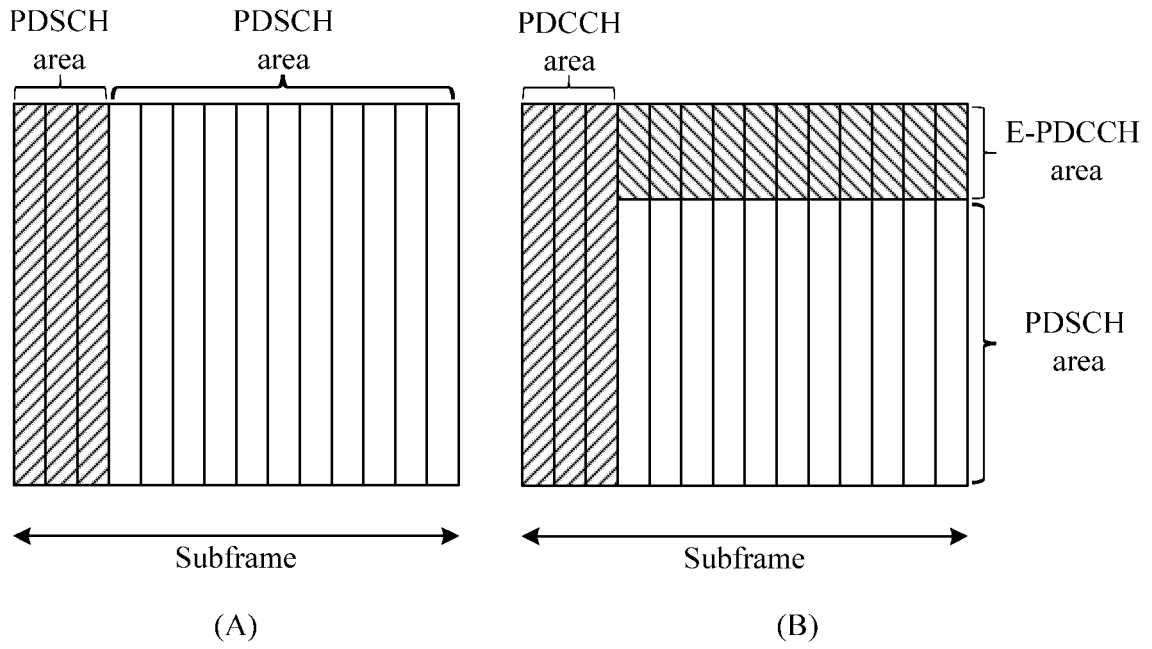 PDSCH
area
PDSCH
area
Subframe
(A)
PDCCH
area
E-PDCCH
area
PDSCH
area
Subframe
(B)